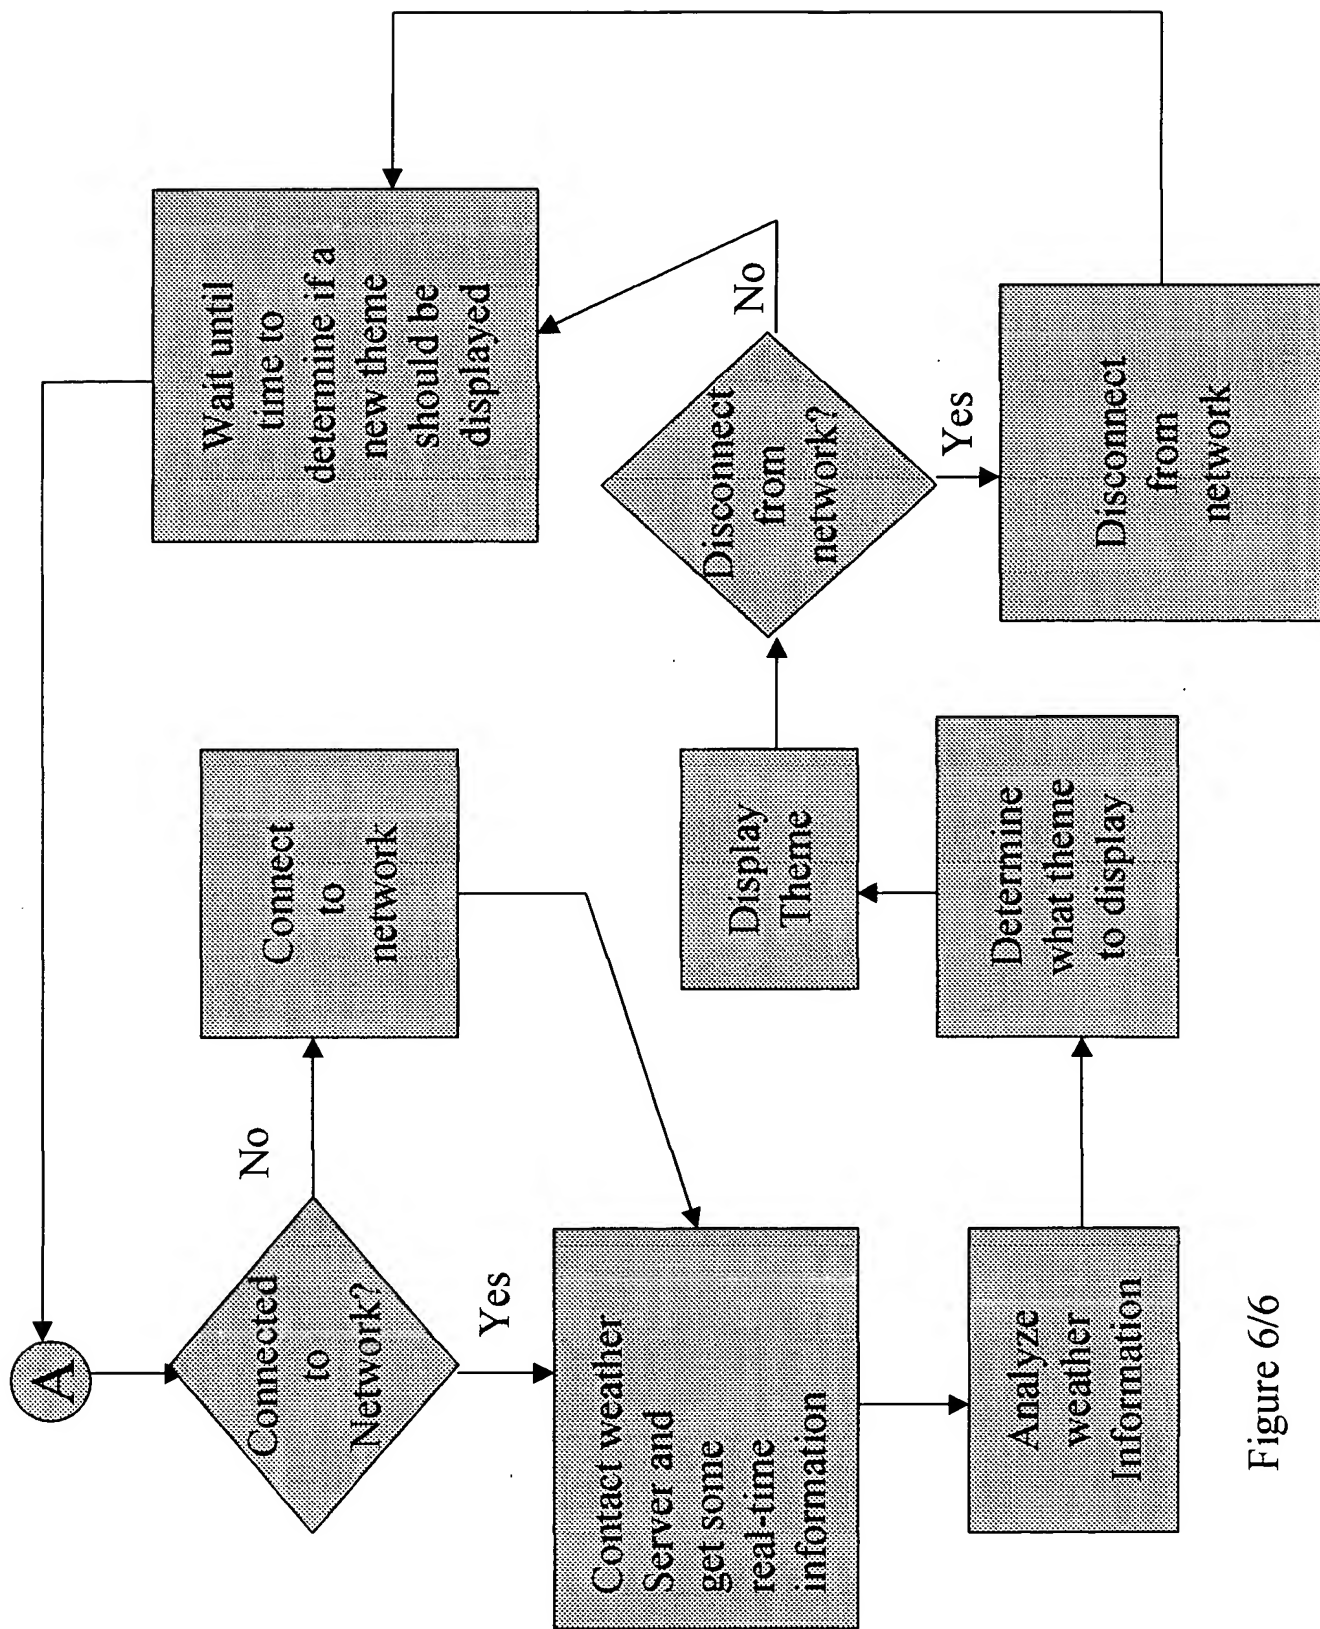 A
Connected
to
Network?
No
Connect
to
network
Yes
Contact weather
Server and
get some
real-time
information
Analyze
weather
Information
Determine
what theme
to display
Display
Theme
Disconnect
from
network?
No
Yes
Disconnect
from
network
Wait until
time to
determine if a
new theme
should be
displayed
Figure 6/6